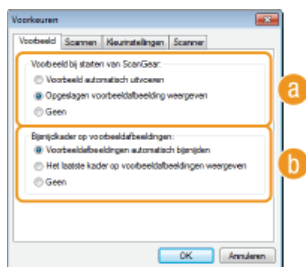 Voorkeuren
Voorbeeld Scannen Kleurinstellingen Scanner
Voorbeeld bij starten van ScanGear:
Voorbeeld automatisch uitvoeren
Opgeslagen voorbeeldafbeelding weergeven
Geen
a
Bijsnijdkader op voorbeeldafbeeldingen:
Voorbeeldafbeeldingen automatisch bijsnijden
Het laatste kader op voorbeeldafbeeldingen weergeven
Geen
b
OK Annuleren